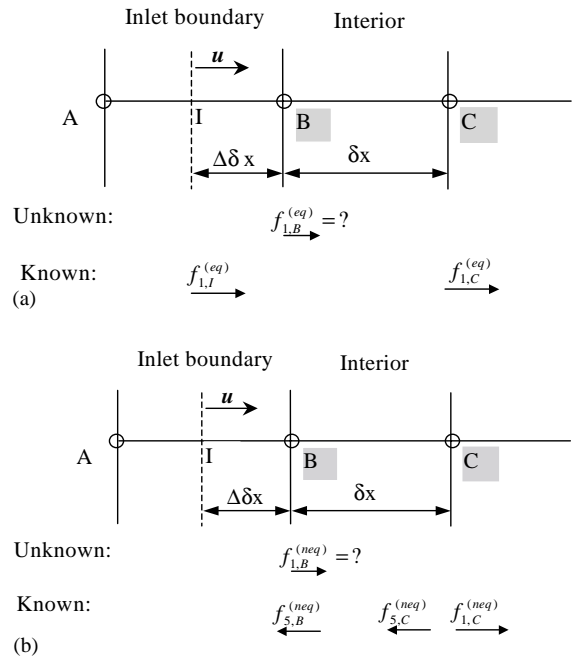 Inlet boundary Interior
u
A I B C
Δδ x δx
Unknown: f_{1,B}^{(eq)} = ?
Known: f_{1,I}^{(eq)} f_{1,C}^{(eq)}
(a)
Inlet boundary Interior
u
A I B C
Δδx δx
Unknown: f_{1,B}^{(neq)} = ?
Known: f_{5,B}^{(neq)} f_{5,C}^{(neq)} f_{1,C}^{(neq)}
(b)